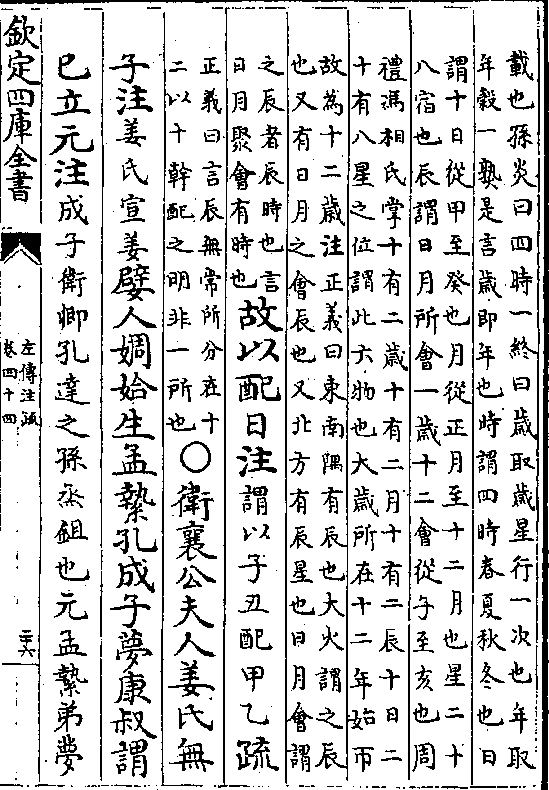 載也孫炎曰四時一終曰歲取歲星行一次也年取
年穀一熟是言歲即年也時謂四時春夏秋冬也日
謂十日從甲至癸也月從正月至十二月也星二十
八宿也辰謂日月所會一歲十二會從子至亥也周
禮馮相氏掌十有二歲十有二月十有二辰十日二
十有八星之位謂此六物也大歲所在十二年始帀
故為十二歲注正義曰東南隅有辰也大火謂之辰
也又有日月之會辰也又北方有辰星也日月會謂
之辰者辰時也言
日月聚會有時也
故以配日注謂以子丑配甲乙疏
正義曰言辰無常所分在十
二以十幹配之明非一所也
○衛襄公夫人姜氏無
子注姜氏宣姜嬖人婤姶生孟縶孔成子夢康叔謂
己立元注成子衛卿孔達之孫烝鉏也元孟縶弟夢
欽定四庫全書
左傳注疏
卷四十四